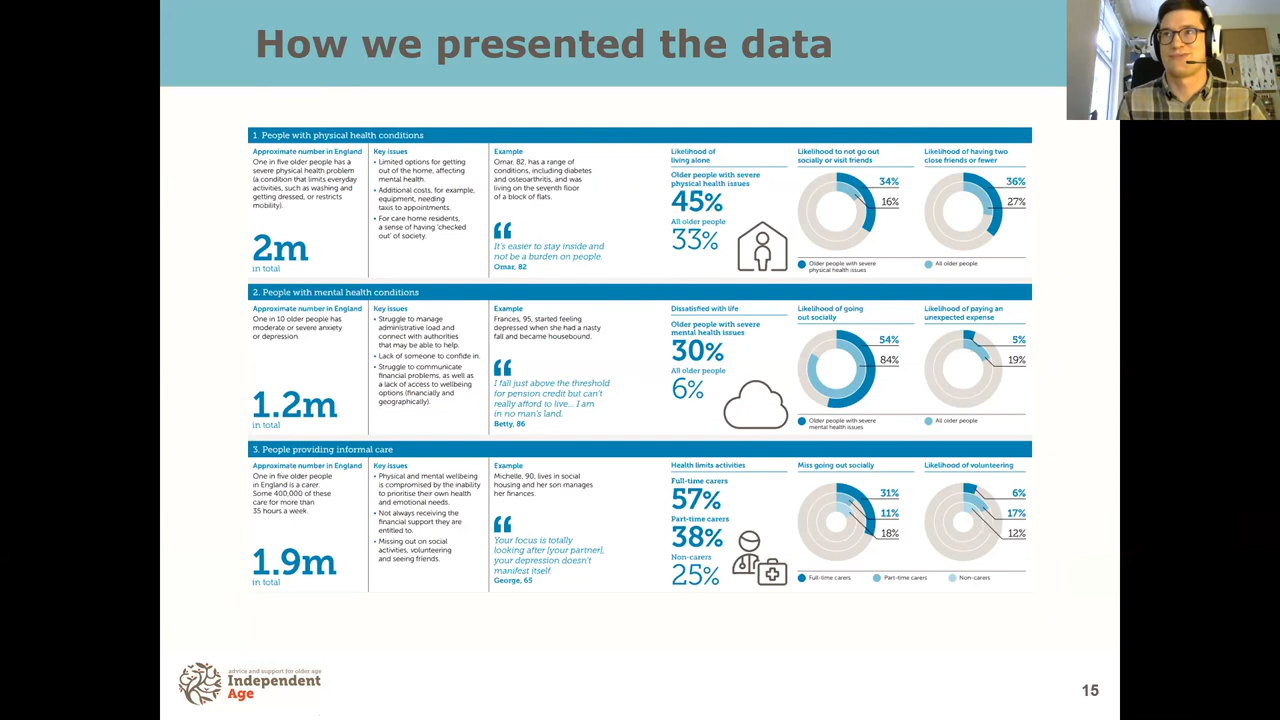 How we presented the data
1. People with physical health conditions
Approximate number in England
One in five older people has a
severe physical health problem
(a condition that limits everyday
activities, such as washing and
getting dressed, or restricts
mobility).
2m
in total
Key issues
• Limited options for getting
out of the home, affecting
mental health.
• Additional costs, for example,
equipment, needing
taxis to appointments.
• For care home residents,
a sense of having ‘checked
out’ of society.
Example
Omar, 82, has a range of
conditions, including diabetes
and osteoarthritis, and was
living on the seventh floor
of a block of flats.
“
It’s easier to stay inside and
not be a burden on people.
Omar, 82
Likelihood of
living alone
Older people with severe
physical health issues
45%
All older people
33%
Likelihood to not go out
socially or visit friends
34%
16%
Likelihood of having two
close friends or fewer
36%
27%
Older people with severe
physical health issues
All older people
2. People with mental health conditions
Approximate number in England
One in 10 older people has
moderate or severe anxiety
or depression.
1.2m
in total
Key issues
• Struggle to manage
administrative load and
connect with authorities
that may be able to help.
• Lack of someone to confide in.
• Struggle to communicate
financial problems, as well as
a lack of access to wellbeing
options (financially and
geographically).
Example
Frances, 95, started feeling
depressed when she had a nasty
fall and became housebound.
“
I fall just above the threshold
for pension credit but can’t
really afford to live... I am
in no man’s land.
Betty, 86
Dissatisfied with life
Older people with severe
mental health issues
30%
All older people
6%
Likelihood of going
out socially
54%
84%
Likelihood of paying an
unexpected expense
5%
19%
Older people with severe
mental health issues
All older people
3. People providing informal care
Approximate number in England
One in five older people
in England is a carer.
Some 400,000 of these
care for more than
35 hours a week.
1.9m
in total
Key issues
• Physical and mental wellbeing
is compromised by the inability
to prioritise their own health
and emotional needs.
• Not always receiving the
financial support they are
entitled to.
• Missing out on social
activities, volunteering
and seeing friends.
Example
Michelle, 90, lives in social
housing and her son manages
her finances.
“
Your focus is totally
looking after [your partner],
your depression doesn’t
manifest itself.
George, 65
Health limits activities
Full-time carers
57%
Part-time carers
38%
Non-carers
25%
Miss going out socially
31%
11%
18%
Likelihood of volunteering
6%
17%
12%
Full-time carers
Part-time carers
Non-carers
advice and support for older age
Independent
Age
15